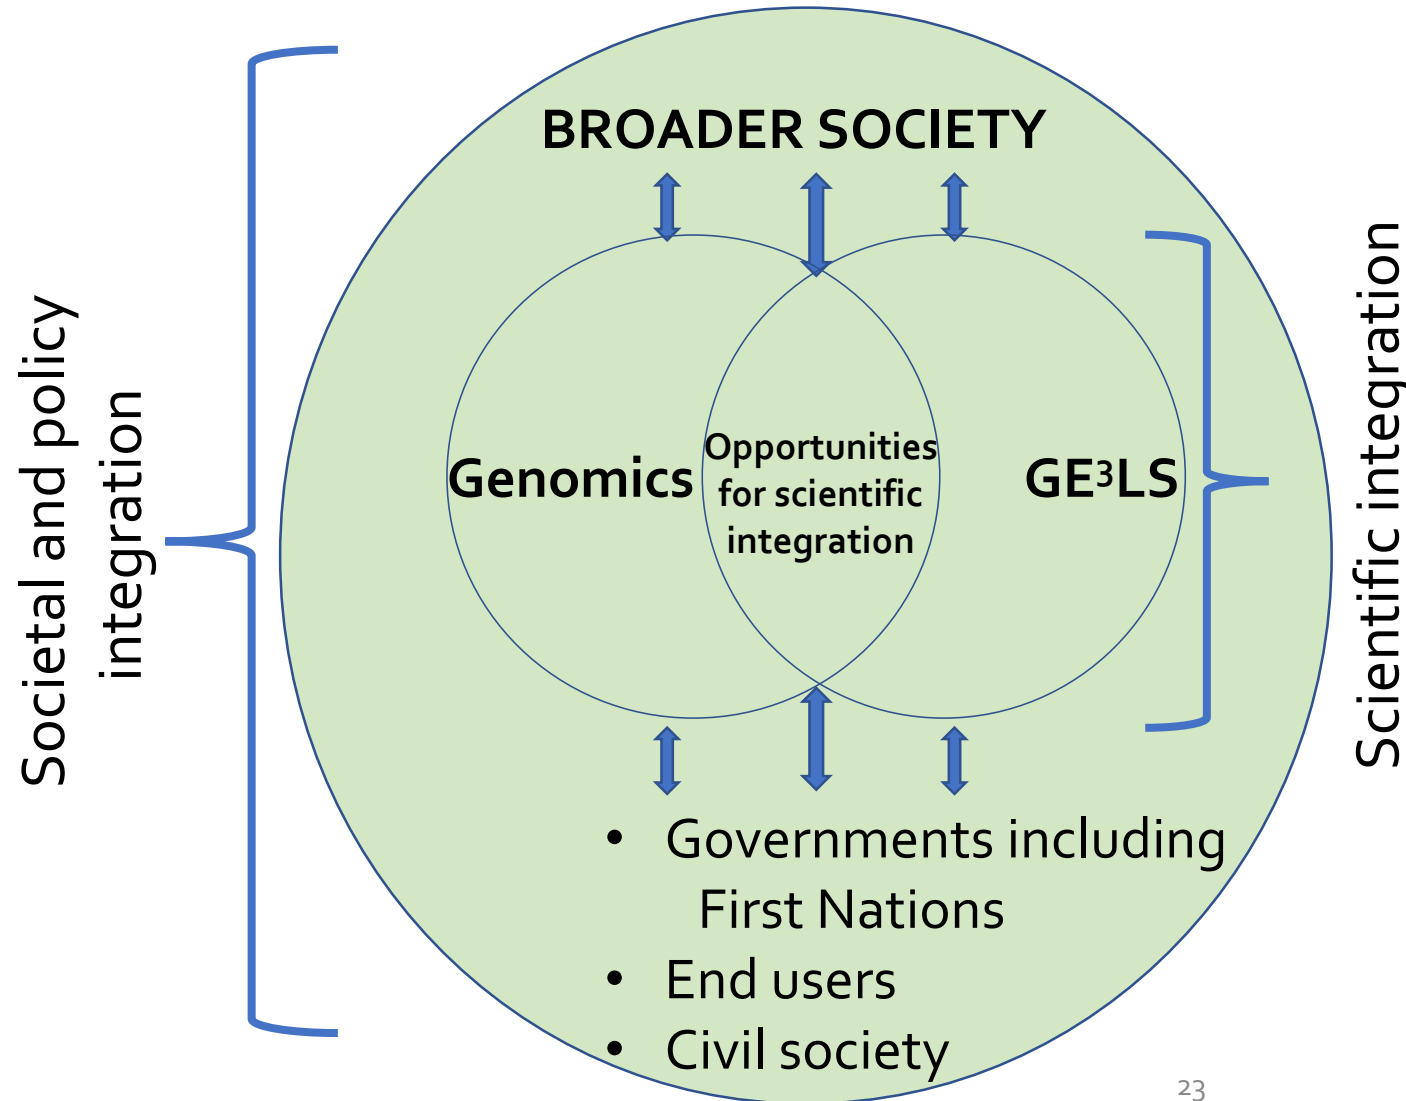 Societal and policy
integration
BROADER SOCIETY
Genomics
Opportunities
for scientific
integration
GE³LS
Scientific integration
• Governments including
First Nations
• End users
• Civil society
23